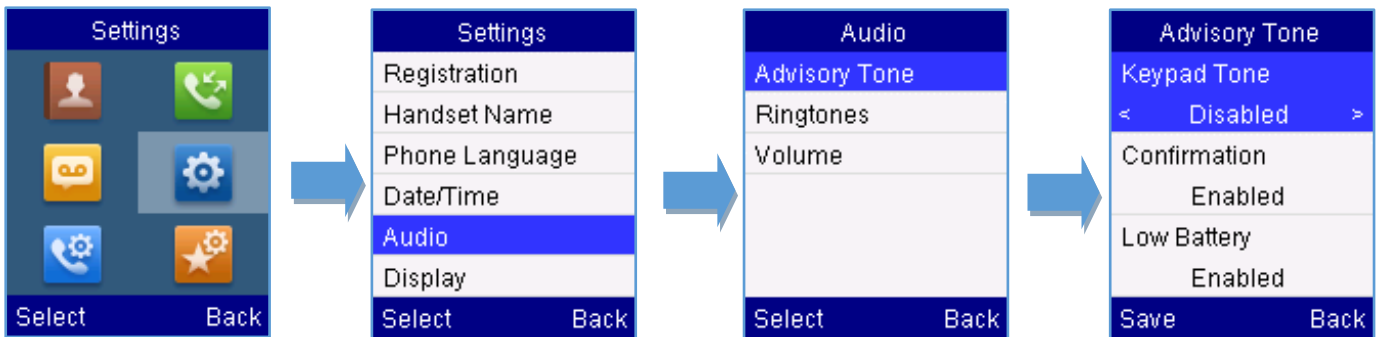 Settings
Select Back
Settings
Registration
Handset Name
Phone Language
Date/Time
Audio
Display
Select Back
Audio
Advisory Tone
Ringtones
Volume
Select Back
Advisory Tone
Keypad Tone
< Disabled >
Confirmation
Enabled
Low Battery
Enabled
Save Back